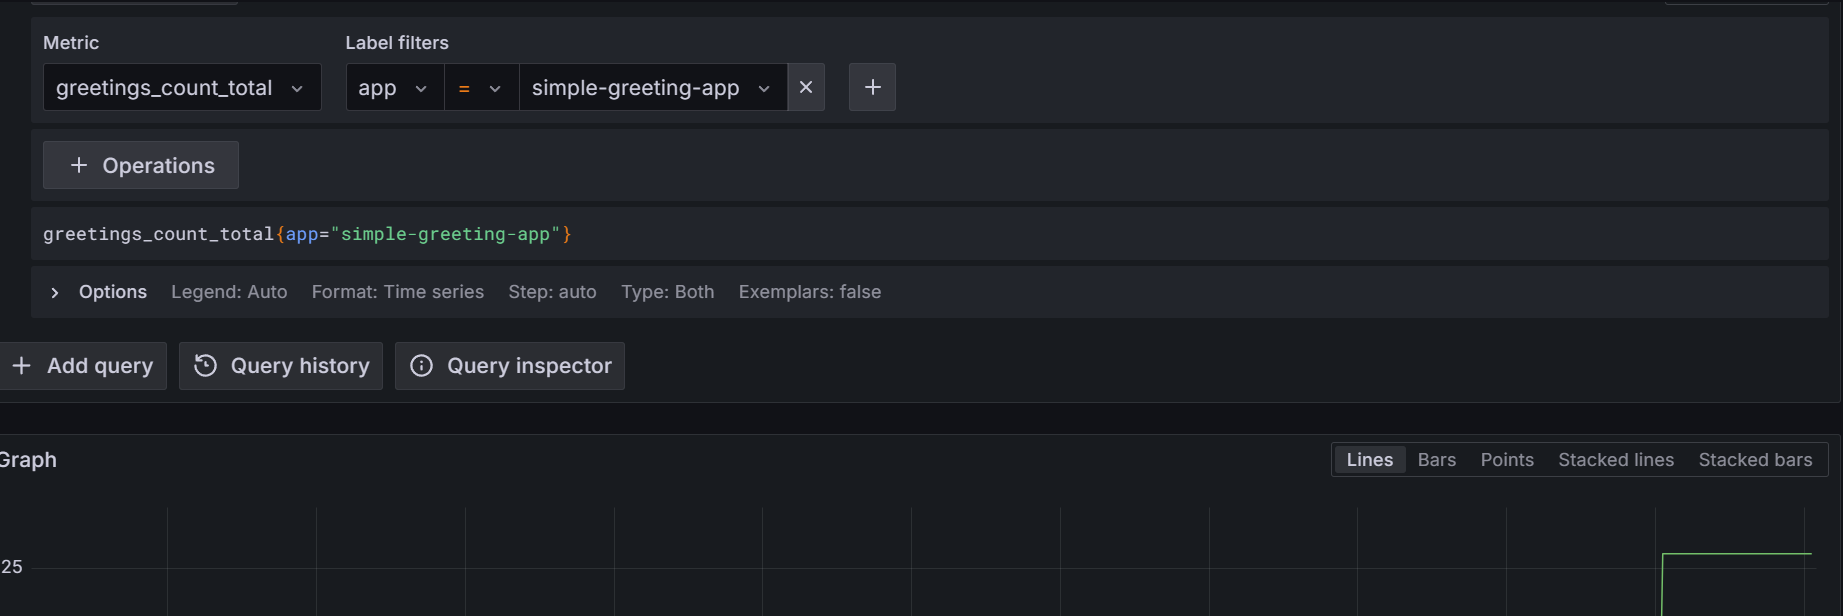 Metric
Label filters
greetings_count_total
app
=
simple-greeting-app
Operations
greetings_count_total{app="simple-greeting-app"}
Options Legend: Auto Format: Time series Step: auto Type: Both Exemplars: false
Add query
Query history
Query inspector
Graph
Lines
Bars
Points
Stacked lines
Stacked bars
25